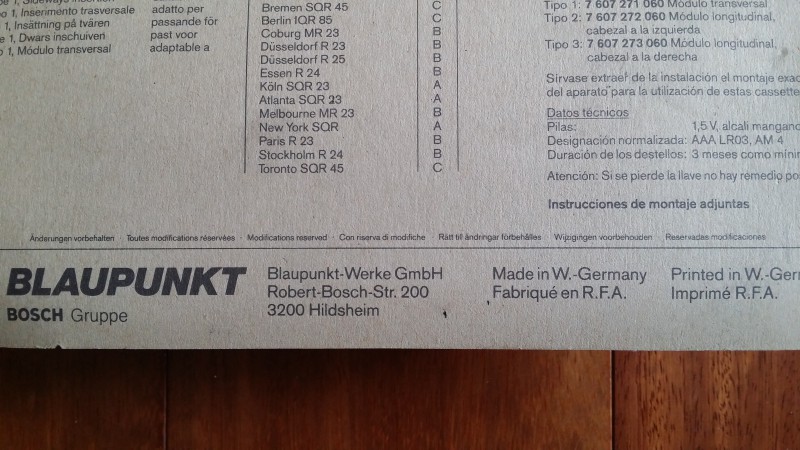 1, Inserimento trasversale
1, Insättning på tvären
1, Dwars inschuiven
1, Módulo transversal
adatto per
passande för
past voor
adaptable a
Bremen SQR 45 C
Berlin IQR 85 C
Coburg MR 23 B
Düsseldorf R 23 B
Düsseldorf R 25 B
Essen R 24 B
Köln SQR 23 A
Atlanta SQR 23 A
Melbourne MR 23 B
New York SQR A
Paris R 23 B
Stockholm R 24 B
Toronto SQR 45 C
Tipo 1: 7 607 271 060 Módulo transversal
Tipo 2: 7 607 272 060 Módulo longitudinal,
cabezal a la izquierda
Tipo 3: 7 607 273 060 Módulo longitudinal,
cabezal a la derecha
Sírvase extraer de la instalación el montaje
del aparato para la utilización de estas
Datos técnicos
Pilas: 1,5 V, alcali
Designación normalizada: AAA LR03, AM 4
Duración de los destellos: 3 meses como
Atención: Si se pierde la llave no hay remedio
Instrucciones de montaje adjuntas
Änderungen vorbehalten · Toutes modifications réservées · Modifications reserved · Con riserva di modifiche · Rätt till ändringar förbehålles · Wijzigingen voorbehouden · Reservadas modificaciones
BLAUPUNKT
BOSCH Gruppe
Blaupunkt-Werke GmbH
Robert-Bosch-Str. 200
3200 Hildsheim
Made in W.-Germany
Fabriqué en R.F.A.
Printed in W.-Ger
Imprimé R.F.A.